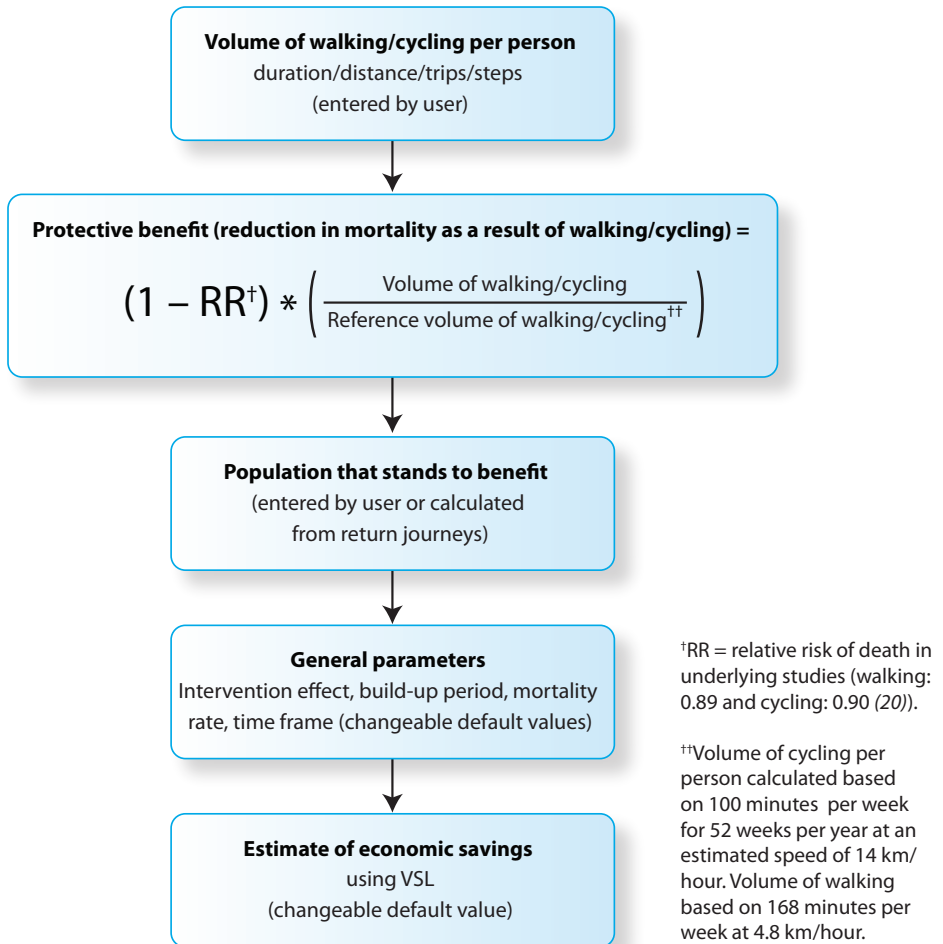 Volume of walking/cycling per person
duration/distance/trips/steps
(entered by user)
Protective benefit (reduction in mortality as a result of walking/cycling) =
(1 – RR†) * ( Volume of walking/cycling
Reference volume of walking/cycling†† )
Population that stands to benefit
(entered by user or calculated
from return journeys)
General parameters
Intervention effect, build-up period, mortality
rate, time frame (changeable default values)
Estimate of economic savings
using VSL
(changeable default value)
†RR = relative risk of death in
underlying studies (walking:
0.89 and cycling: 0.90 (20)).
††Volume of cycling per
person calculated based
on 100 minutes per week
for 52 weeks per year at an
estimated speed of 14 km/
hour. Volume of walking
based on 168 minutes per
week at 4.8 km/hour.